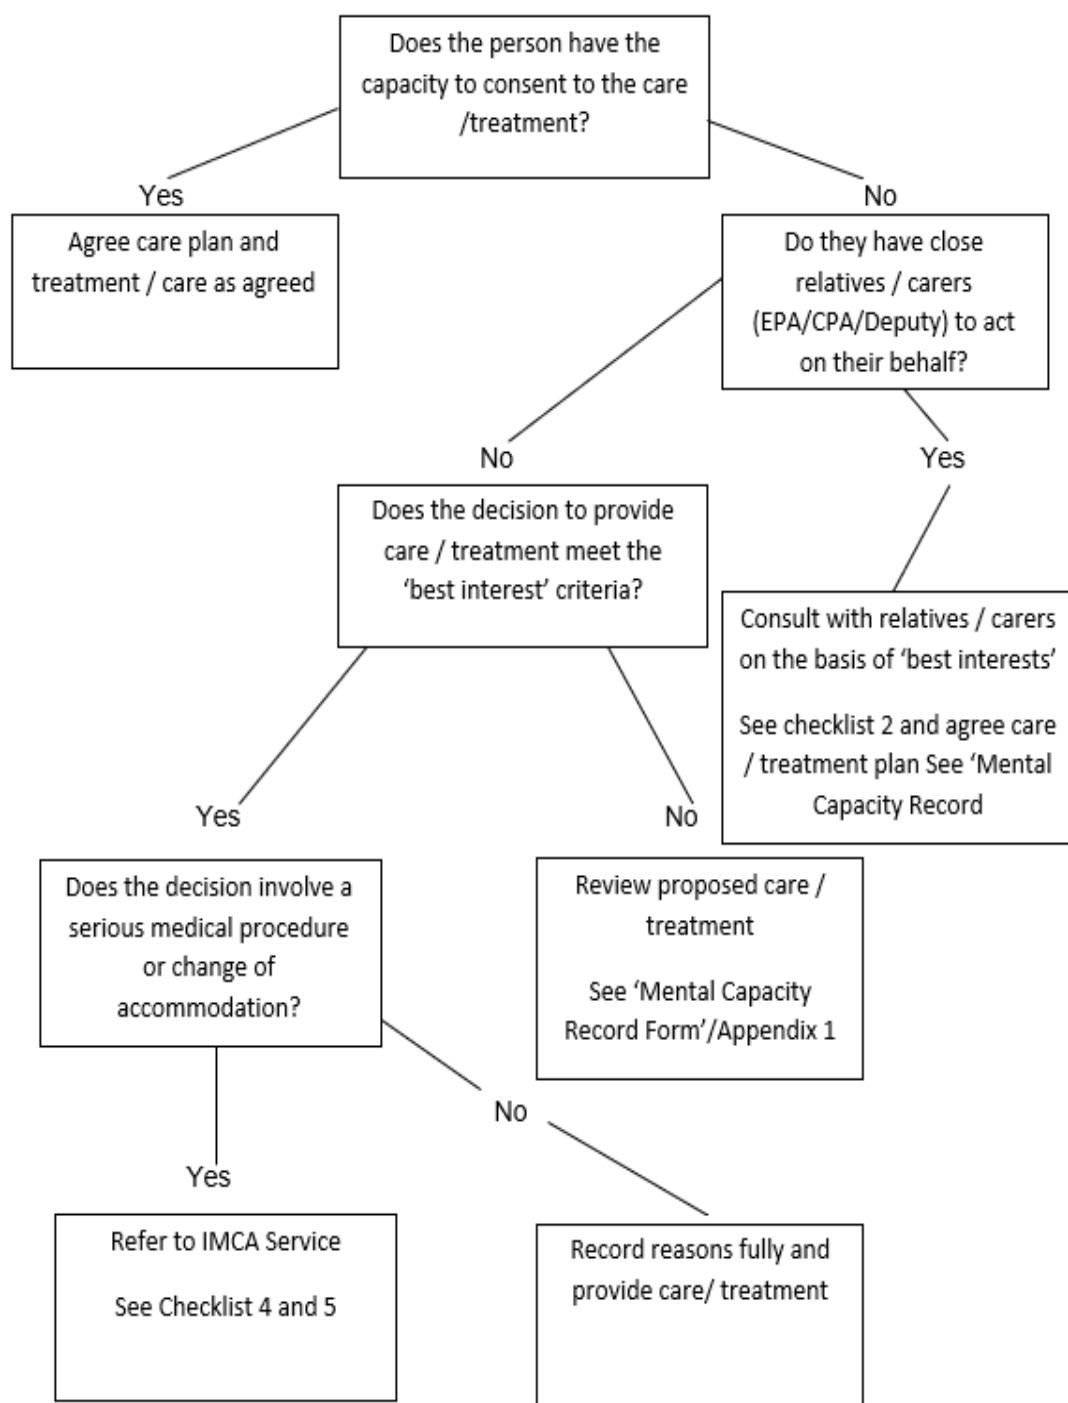 Does the person have the
capacity to consent to the care
/treatment?
Yes
No
Agree care plan and
treatment / care as agreed
Do they have close
relatives / carers
(EPA/CPA/Deputy) to act
on their behalf?
No
Yes
Does the decision to provide
care / treatment meet the
‘best interest’ criteria?
Consult with relatives / carers
on the basis of ‘best interests’
See checklist 2 and agree care
/ treatment plan See ‘Mental
Capacity Record
Yes
No
Does the decision involve a
serious medical procedure
or change of
accommodation?
Review proposed care /
treatment
See ‘Mental Capacity
Record Form’/Appendix 1
No
Yes
Refer to IMCA Service
See Checklist 4 and 5
Record reasons fully and
provide care/ treatment